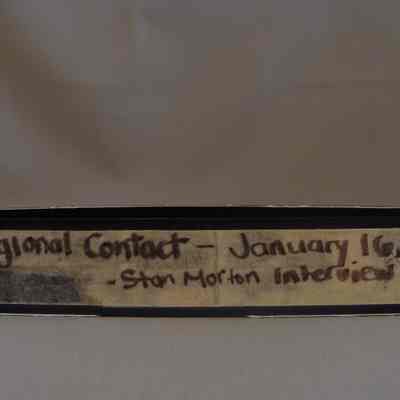 gional Contact - January 16,
- Stan Morton Interview